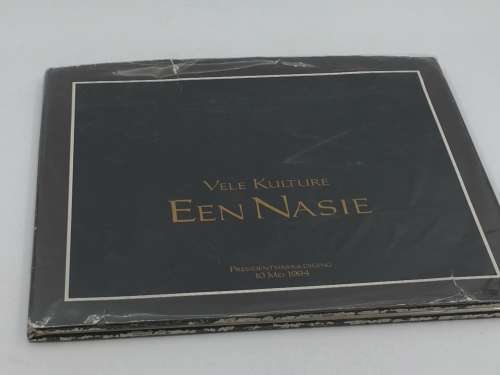 Vele Kulture
Een Nasie
Presidentsinhuldiging
10 Mei 1994